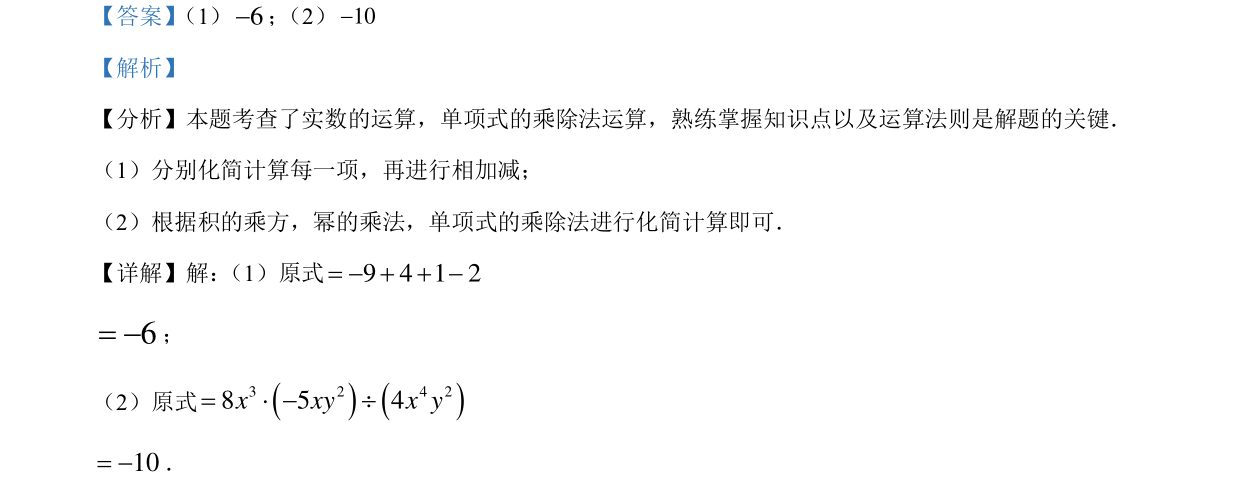 【答案】（1）−6；（2）−10
【解析】
【分析】本题考查了实数的运算，单项式的乘除法运算，熟练掌握知识点以及运算法则是解题的关键．
（1）分别化简计算每一项，再进行相加减；
（2）根据积的乘方，幂的乘法，单项式的乘除法进行化简计算即可．
【详解】解：（1）原式=−9+4+1−2
=−6；
（2）原式=8x³·(−5xy²)÷(4x⁴y²)
=−10．